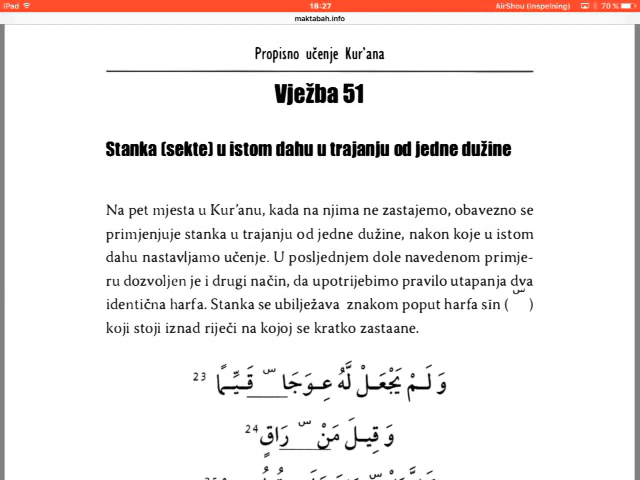 iPad 18:27 AirShou (Inspelning) 70 %
maktabah.info
Propisno učenje Kur'ana
Vježba 51
Stanka (sekte) u istom dahu u trajanju od jedne dužine
Na pet mjesta u Kur'anu, kada na njima ne zastajemo, obavezno se
primjenjuje stanka u trajanju od jedne dužine, nakon koje u istom
dahu nastavljamo učenje. U posljednjem dole navedenom primje-
ru dozvoljen je i drugi način, da upotrijebimo pravilo utapanja dva
identična harfa. Stanka se ubilježava znakom poput harfa sin ( س )
koji stoji iznad riječi na kojoj se kratko zastaane.
وَلَمْ يَجْعَلْ لَّهُ عِوَجَا س قَيِّمًا 23
وَقِيلَ مَنْ س رَاقٍ 24